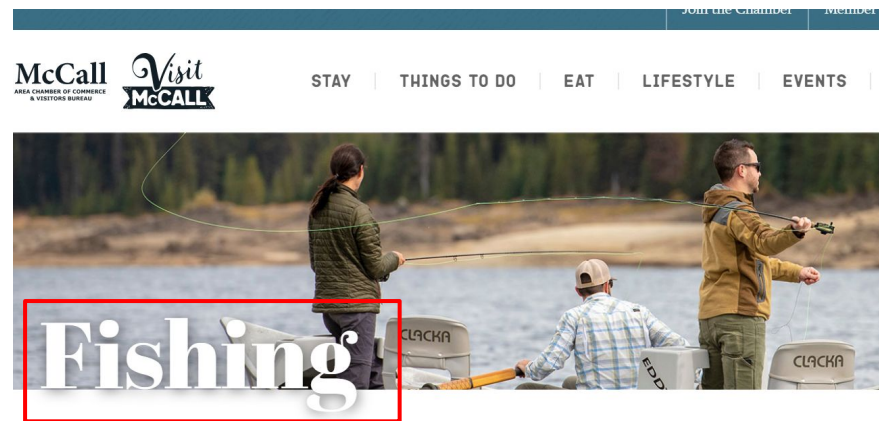 Join the Chamber
Member
McCall
AREA CHAMBER OF COMMERCE
& VISITORS BUREAU
Visit
McCALL
STAY
THINGS TO DO
EAT
LIFESTYLE
EVENTS
CLACKA
CLACKA
EDDY
Fishing